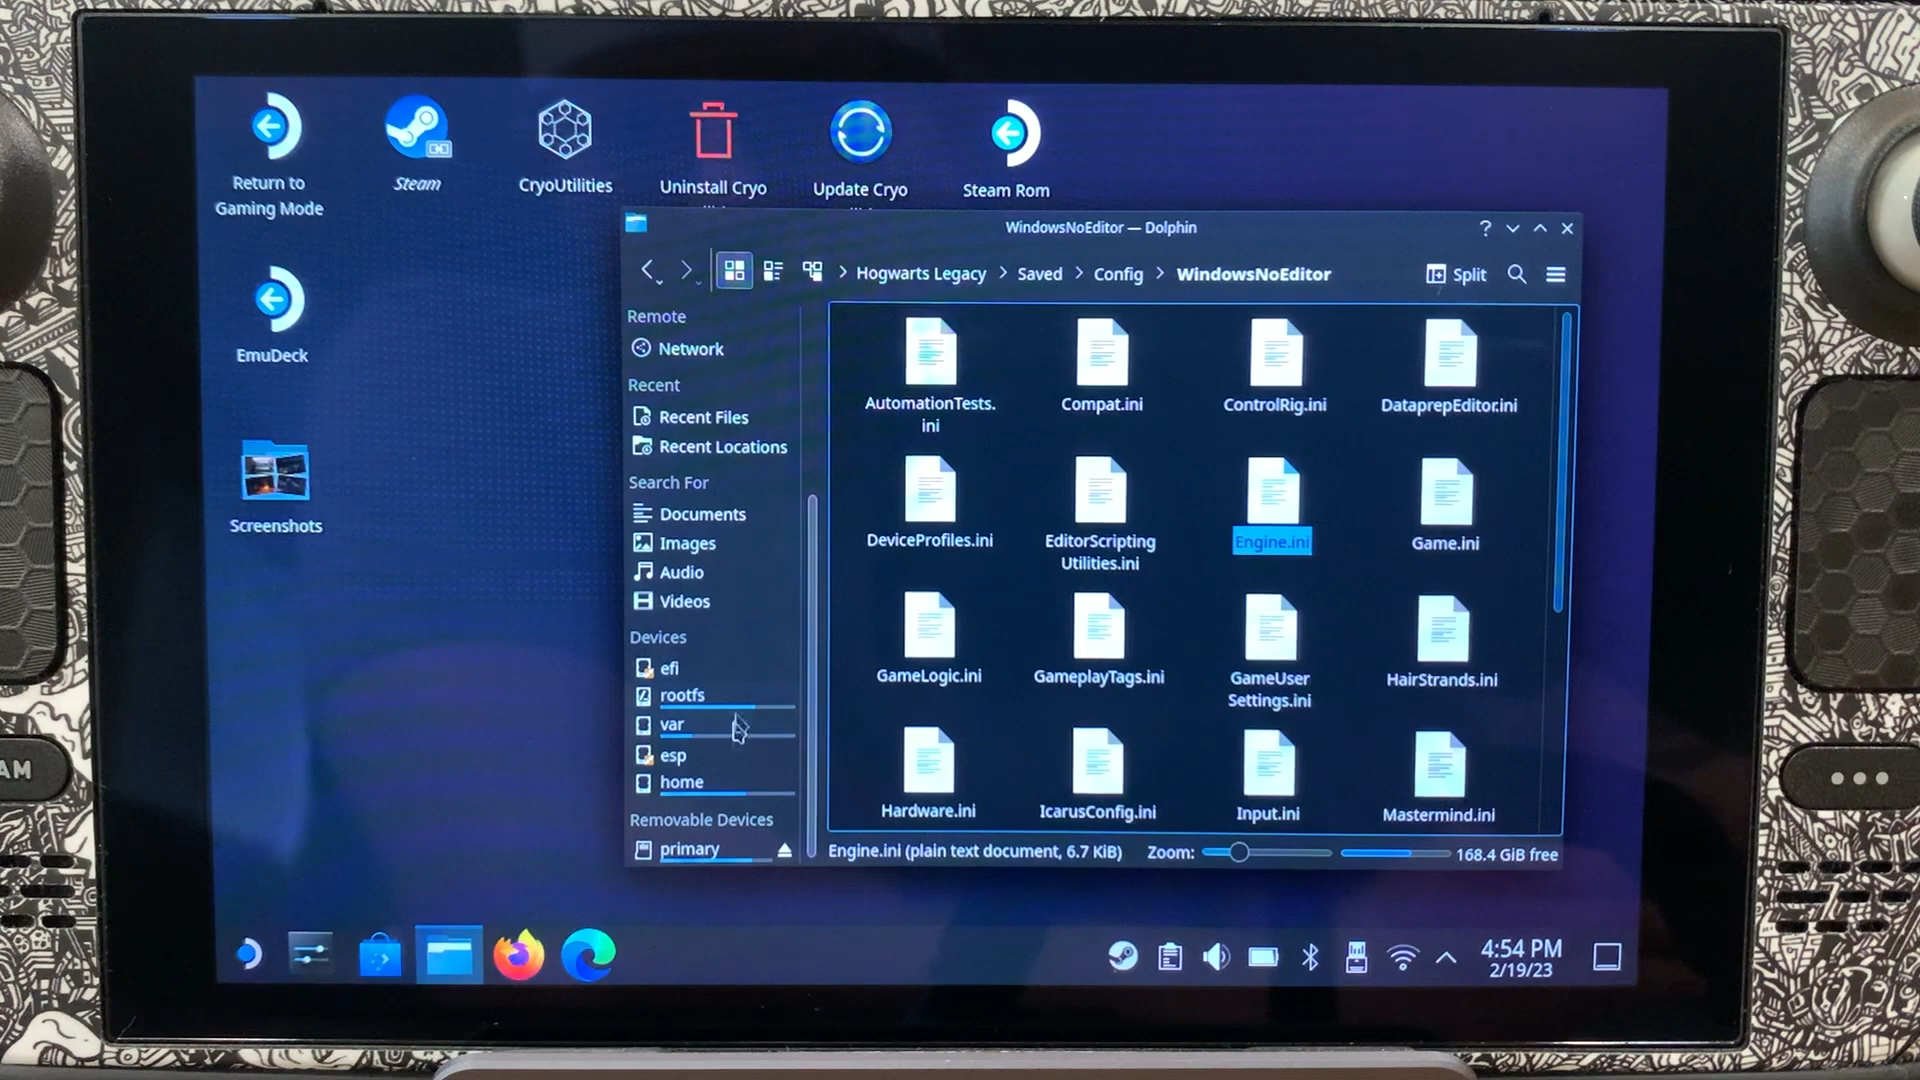 Return to
Gaming Mode
Steam
CryoUtilities
Uninstall Cryo
Update Cryo
Steam Rom
EmuDeck
Screenshots
WindowsNoEditor — Dolphin
?
Hogwarts Legacy > Saved > Config > WindowsNoEditor
Split
Remote
Network
Recent
Recent Files
Recent Locations
Search For
Documents
Images
Audio
Videos
Devices
efi
rootfs
var
esp
home
Removable Devices
primary
AutomationTests.
ini
Compat.ini
ControlRig.ini
DataprepEditor.ini
DeviceProfiles.ini
EditorScripting
Utilities.ini
Engine.ini
Game.ini
GameLogic.ini
GameplayTags.ini
GameUser
Settings.ini
HairStrands.ini
Hardware.ini
IcarusConfig.ini
Input.ini
Mastermind.ini
Engine.ini (plain text document, 6.7 KiB)
Zoom:
168.4 GiB free
4:54 PM
2/19/23
AM